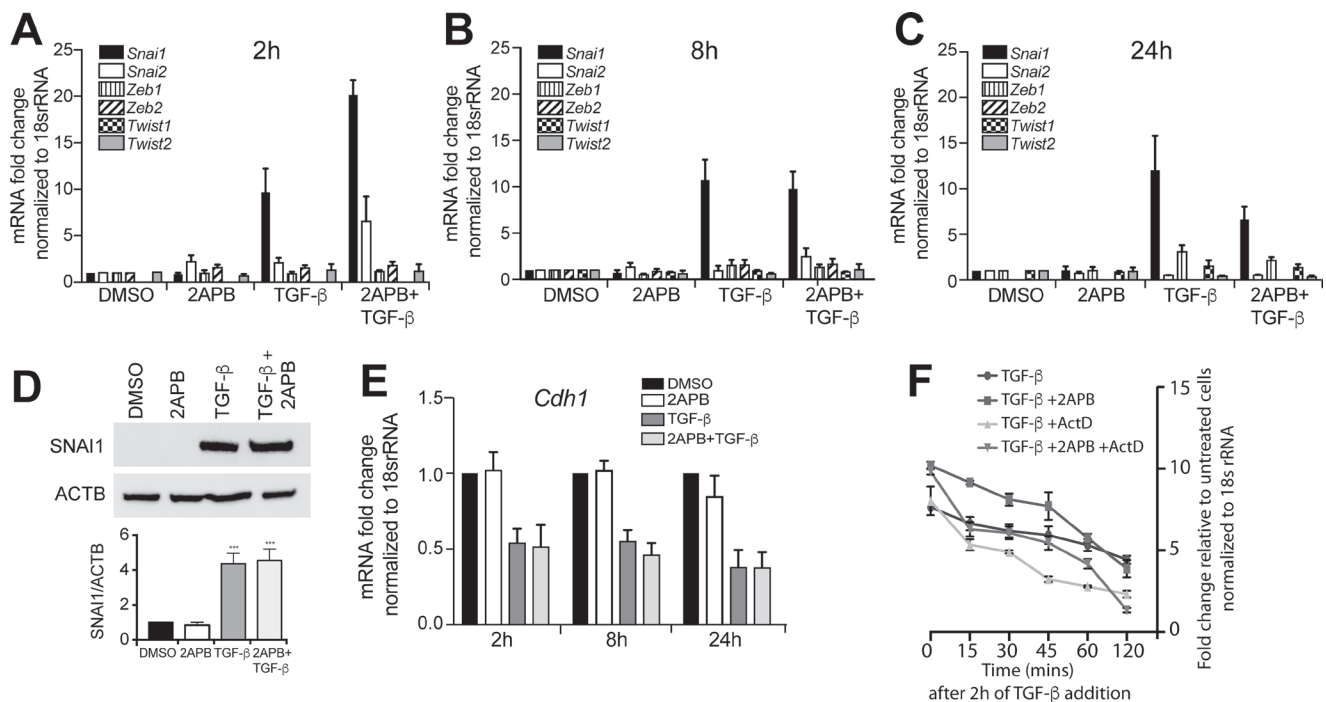 A
2h
mRNA fold change
normalized to 18srRNA
25
20
15
10
5
0
Snai1
Snai2
Zeb1
Zeb2
Twist1
Twist2
DMSO
2APB
TGF-β
2APB+
TGF-β
B
8h
mRNA fold change
normalized to 18srRNA
25
20
15
10
5
0
Snai1
Snai2
Zeb1
Zeb2
Twist1
Twist2
DMSO
2APB
TGF-β
2APB+
TGF-β
C
24h
mRNA fold change
normalized to 18srRNA
25
20
15
10
5
0
Snai1
Snai2
Zeb1
Zeb2
Twist1
Twist2
DMSO
2APB
TGF-β
2APB+
TGF-β
D
DMSO
2APB
TGF-β
TGF-β +
2APB
SNAI1
ACTB
SNAI1/ACTB
6
4
2
0
***
***
DMSO
2APB
TGF-β
2APB+
TGF-β
E
Cdh1
mRNA fold change
normalized to 18srRNA
1.5
1.0
0.5
0.0
DMSO
2APB
TGF-β
2APB+TGF-β
2h
8h
24h
F
TGF-β
TGF-β +2APB
TGF-β +ActD
TGF-β +2APB +ActD
15
10
5
0
Fold change relative to untreated cells
normalized to 18s rRNA
0
15
30
45
60
120
Time (mins)
after 2h of TGF-β addition